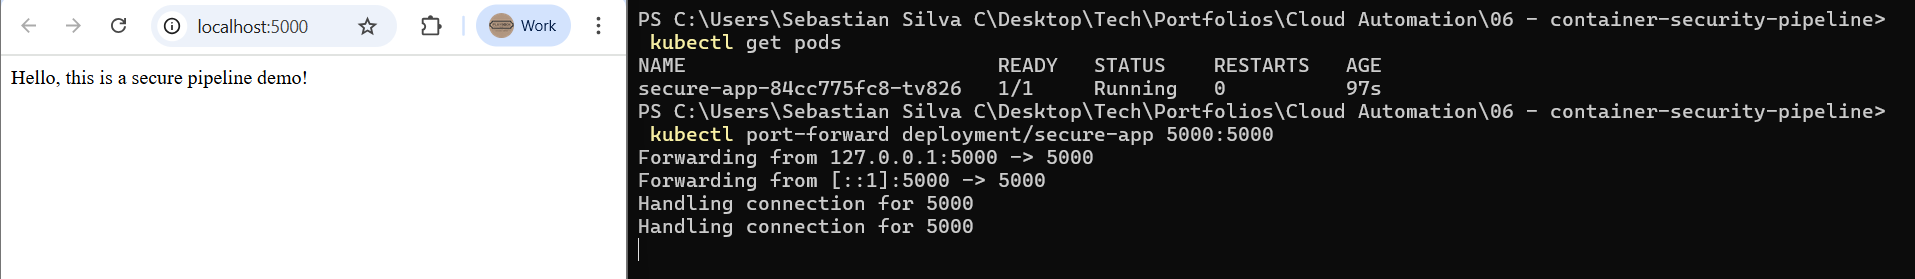 localhost:5000
Work
Hello, this is a secure pipeline demo!
PS C:\Users\Sebastian Silva C\Desktop\Tech\Portfolios\Cloud Automation\06 - container-security-pipeline>
kubectl get pods
NAME READY STATUS RESTARTS AGE
secure-app-84cc775fc8-tv826 1/1 Running 0 97s
PS C:\Users\Sebastian Silva C\Desktop\Tech\Portfolios\Cloud Automation\06 - container-security-pipeline>
kubectl port-forward deployment/secure-app 5000:5000
Forwarding from 127.0.0.1:5000 -> 5000
Forwarding from [::1]:5000 -> 5000
Handling connection for 5000
Handling connection for 5000